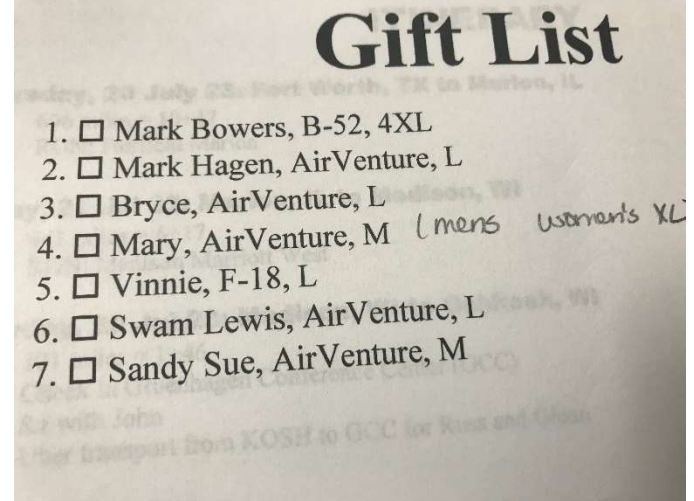 Gift List
1. ☐ Mark Bowers, B-52, 4XL
2. ☐ Mark Hagen, AirVenture, L
3. ☐ Bryce, AirVenture, L
4. ☐ Mary, AirVenture, M (mens women's XL)
5. ☐ Vinnie, F-18, L
6. ☐ Swam Lewis, AirVenture, L
7. ☐ Sandy Sue, AirVenture, M